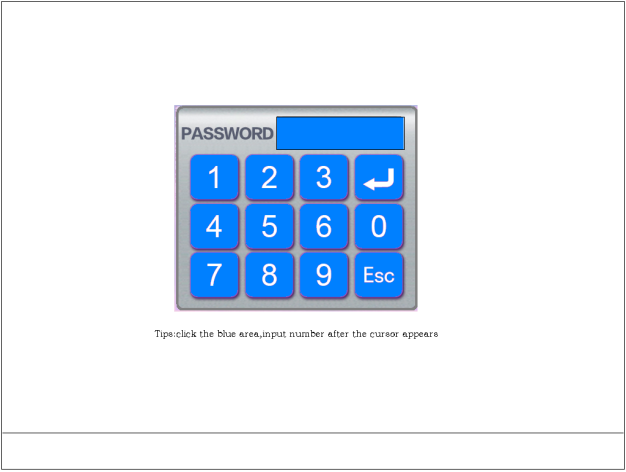 PASSWORD
1 2 3
4 5 6 0
7 8 9 Esc
Tips:click the blue area,input number after the cursor appears